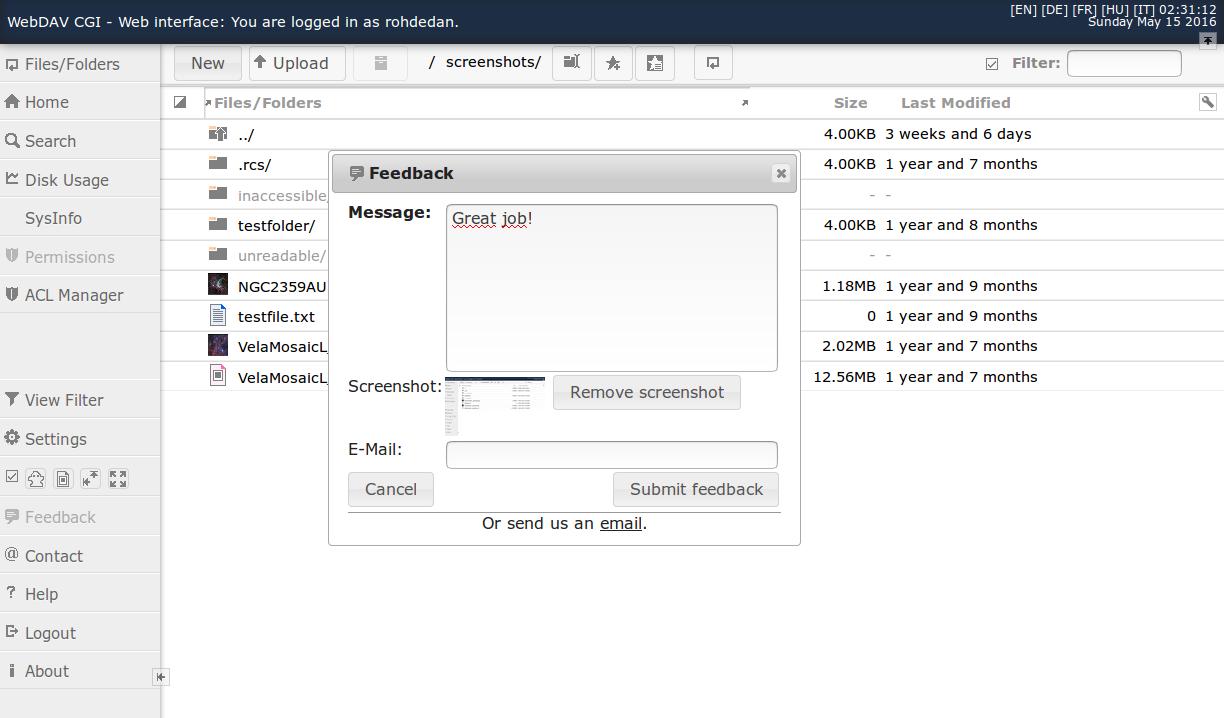 WebDAV CGI - Web interface: You are logged in as rohdedan.
[EN] [DE] [FR] [HU] [IT] 02:31:12
Sunday May 15 2016
Files/Folders
Home
Search
Disk Usage
SysInfo
Permissions
ACL Manager
View Filter
Settings
Feedback
Contact
Help
Logout
About
New Upload / screenshots/ Filter:
Files/Folders Size Last Modified
../ 4.00KB 3 weeks and 6 days
.rcs/ 4.00KB 1 year and 7 months
inaccessible/ - -
testfolder/ 4.00KB 1 year and 8 months
unreadable/ - -
NGC2359AU 1.18MB 1 year and 9 months
testfile.txt 0 1 year and 9 months
VelaMosaicL 2.02MB 1 year and 7 months
VelaMosaicL 12.56MB 1 year and 7 months
Feedback
Message: Great job!
Screenshot: Remove screenshot
E-Mail:
Cancel Submit feedback
Or send us an email.